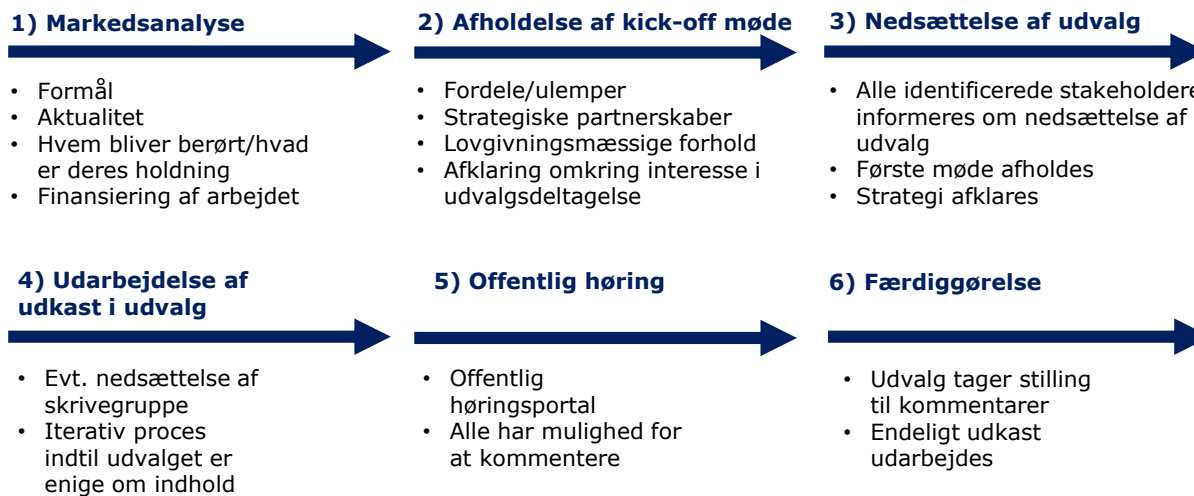 1) Markedsanalyse
• Formål
• Aktualitet
• Hvem bliver berørt/hvad
er deres holdning
• Finansiering af arbejdet
2) Afholdelse af kick-off møde
• Fordele/ulemper
• Strategiske partnerskaber
• Lovgivningsmæssige forhold
• Afklaring omkring interesse i
udvalgsdeltagelse
3) Nedsættelse af udvalg
• Alle identificerede stakeholdere
informeres om nedsættelse af
udvalg
• Første møde afholdes
• Strategi afklares
4) Udarbejdelse af
udkast i udvalg
• Evt. nedsættelse af
skrivegruppe
• Iterativ proces
indtil udvalget er
enige om indhold
5) Offentlig høring
• Offentlig
høringsportal
• Alle har mulighed for
at kommentere
6) Færdiggørelse
• Udvalg tager stilling
til kommentarer
• Endeligt udkast
udarbejdes